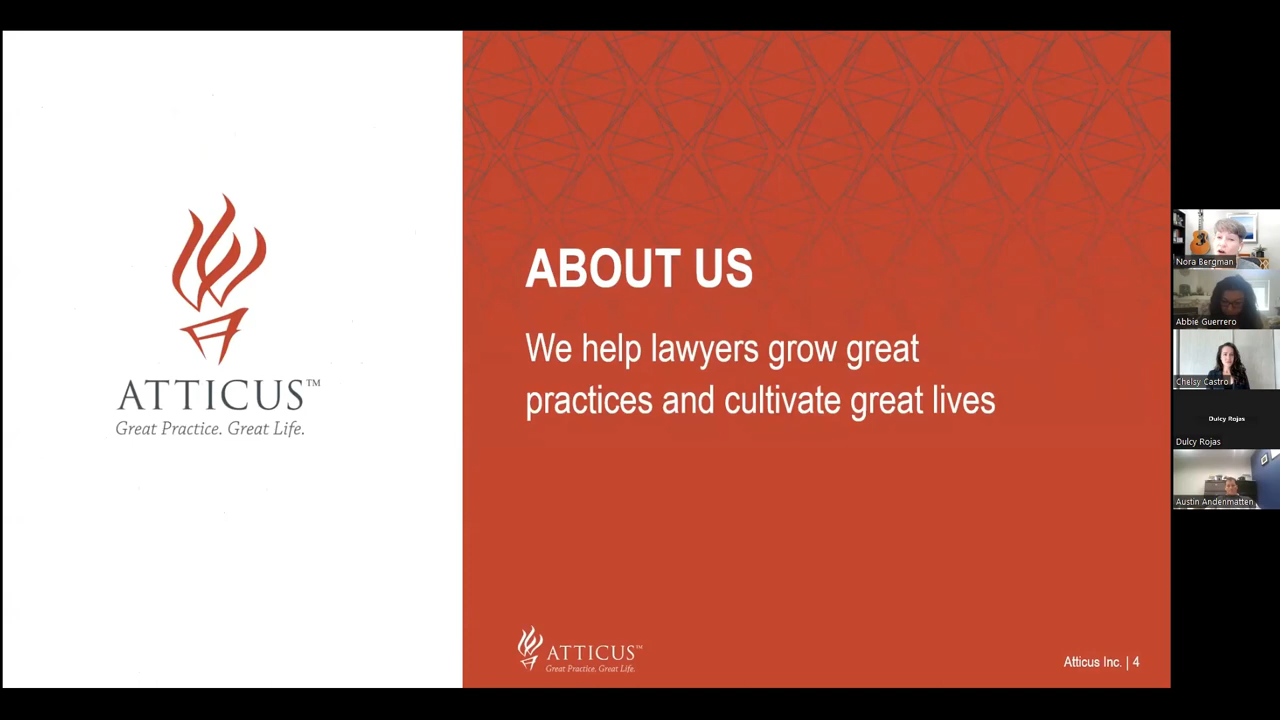 ATTICUS™
Great Practice. Great Life.
ABOUT US
We help lawyers grow great
practices and cultivate great lives
ATTICUS™
Great Practice. Great Life.
Atticus Inc. | 4
Nora Bergman
Abbie Guerrero
Chelsy Castro
Dulcy Rojas
Dulcy Rojas
Austin Andenmatten